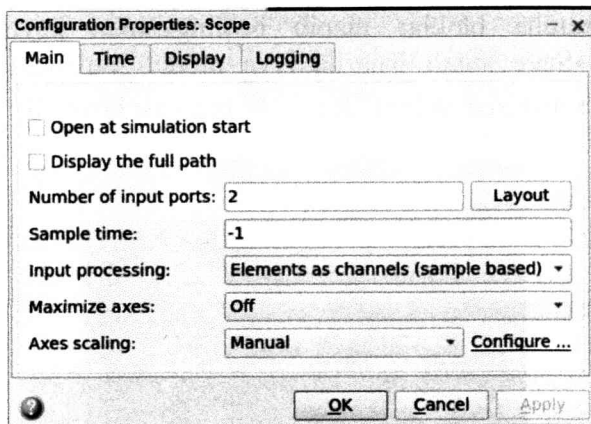 Configuration Properties: Scope
Main Time Display Logging
Open at simulation start
Display the full path
Number of input ports: 2 Layout
Sample time: -1
Input processing: Elements as channels (sample based)
Maximize axes: Off
Axes scaling: Manual Configure ...
OK Cancel Apply